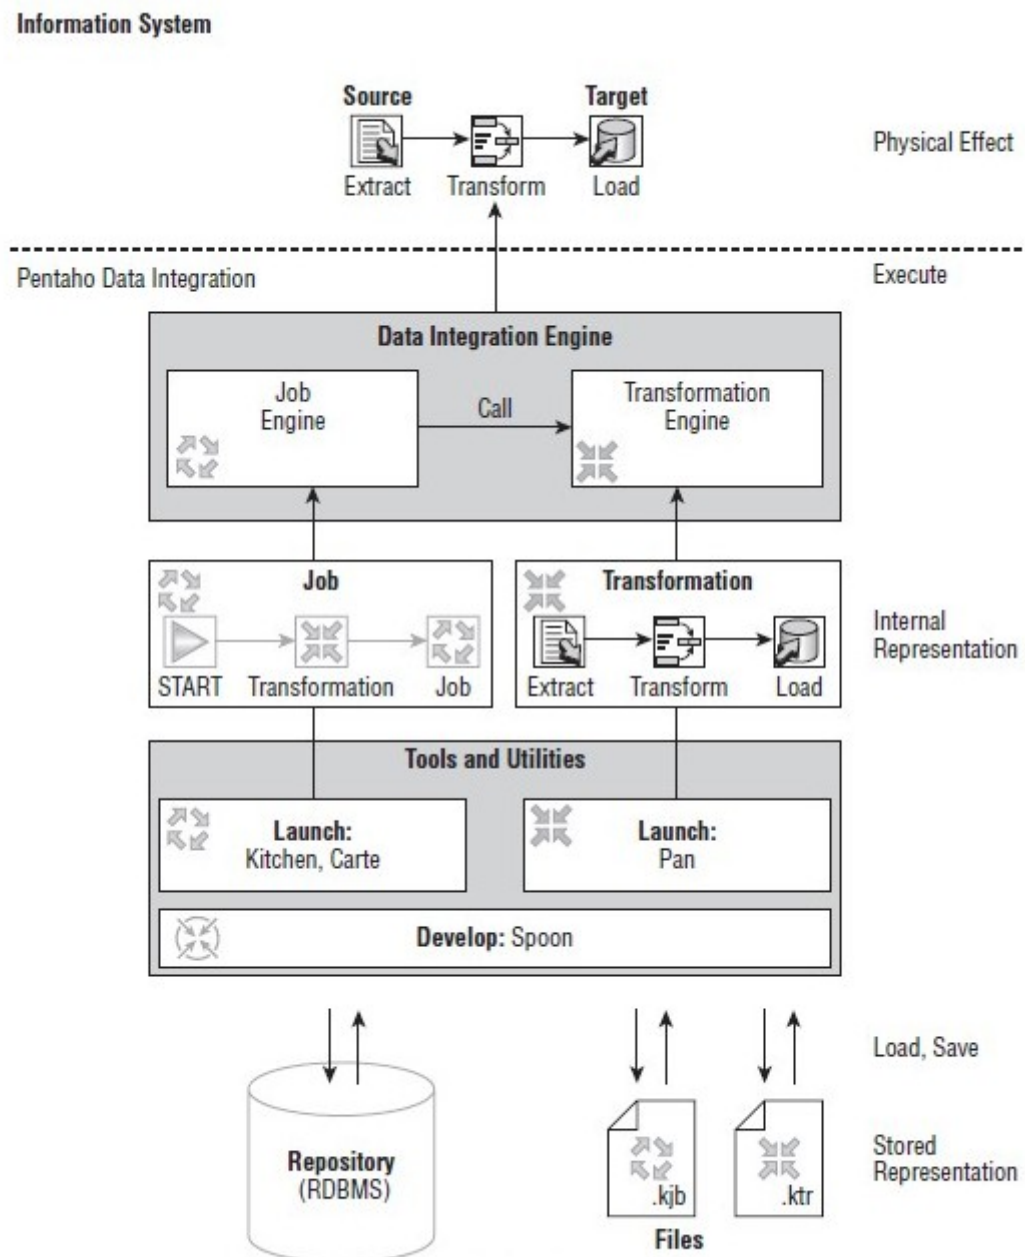 Information System
Source
Target
Extract
Transform
Load
Physical Effect
Pentaho Data Integration
Execute
Data Integration Engine
Job
Engine
Call
Transformation
Engine
Job
START
Transformation
Job
Transformation
Extract
Transform
Load
Internal
Representation
Tools and Utilities
Launch:
Kitchen, Carte
Launch:
Pan
Develop: Spoon
Load, Save
Repository
(RDBMS)
.kjb
.ktr
Files
Stored
Representation